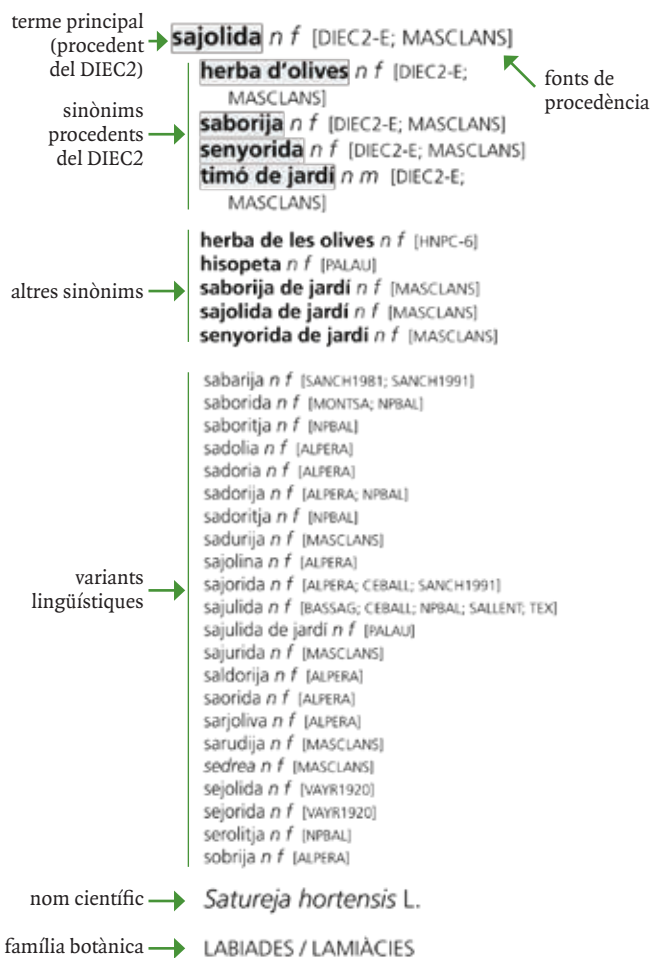 terme principal
(procedent
del DIEC2)
sajolida n f [DIEC2-E; MASCLANS]
fonts de
procedència
sinònims
procedents
del DIEC2
herba d'olives n f [DIEC2-E;
MASCLANS]
saborija n f [DIEC2-E; MASCLANS]
senyorida n f [DIEC2-E; MASCLANS]
timó de jardí n m [DIEC2-E;
MASCLANS]
altres sinònims
herba de les olives n f [HNPC-6]
hisopeta n f [PALAU]
saborija de jardí n f [MASCLANS]
sajolida de jardí n f [MASCLANS]
senyorida de jardí n f [MASCLANS]
variants
lingüístiques
sabarija n f [SANCH1981; SANCH1991]
saborida n f [MONTSA; NPBAL]
saboritja n f [NPBAL]
sadolia n f [ALPERA]
sadoria n f [ALPERA]
sadorija n f [ALPERA; NPBAL]
sadoritja n f [NPBAL]
sadurija n f [MASCLANS]
sajolina n f [ALPERA]
sajorida n f [ALPERA; CEBALL; SANCH1991]
sajulida n f [BASSAG; CEBALL; NPBAL; SALLENT; TEX]
sajulida de jardí n f [PALAU]
sajurida n f [MASCLANS]
saldorija n f [ALPERA]
saorida n f [ALPERA]
sarjoliva n f [ALPERA]
sarudija n f [MASCLANS]
sedrea n f [MASCLANS]
sejolida n f [VAYR1920]
sejorida n f [VAYR1920]
serolitja n f [NPBAL]
sobrija n f [ALPERA]
nom científic
Satureja hortensis L.
família botànica
LABIADES / LAMIÀCIES